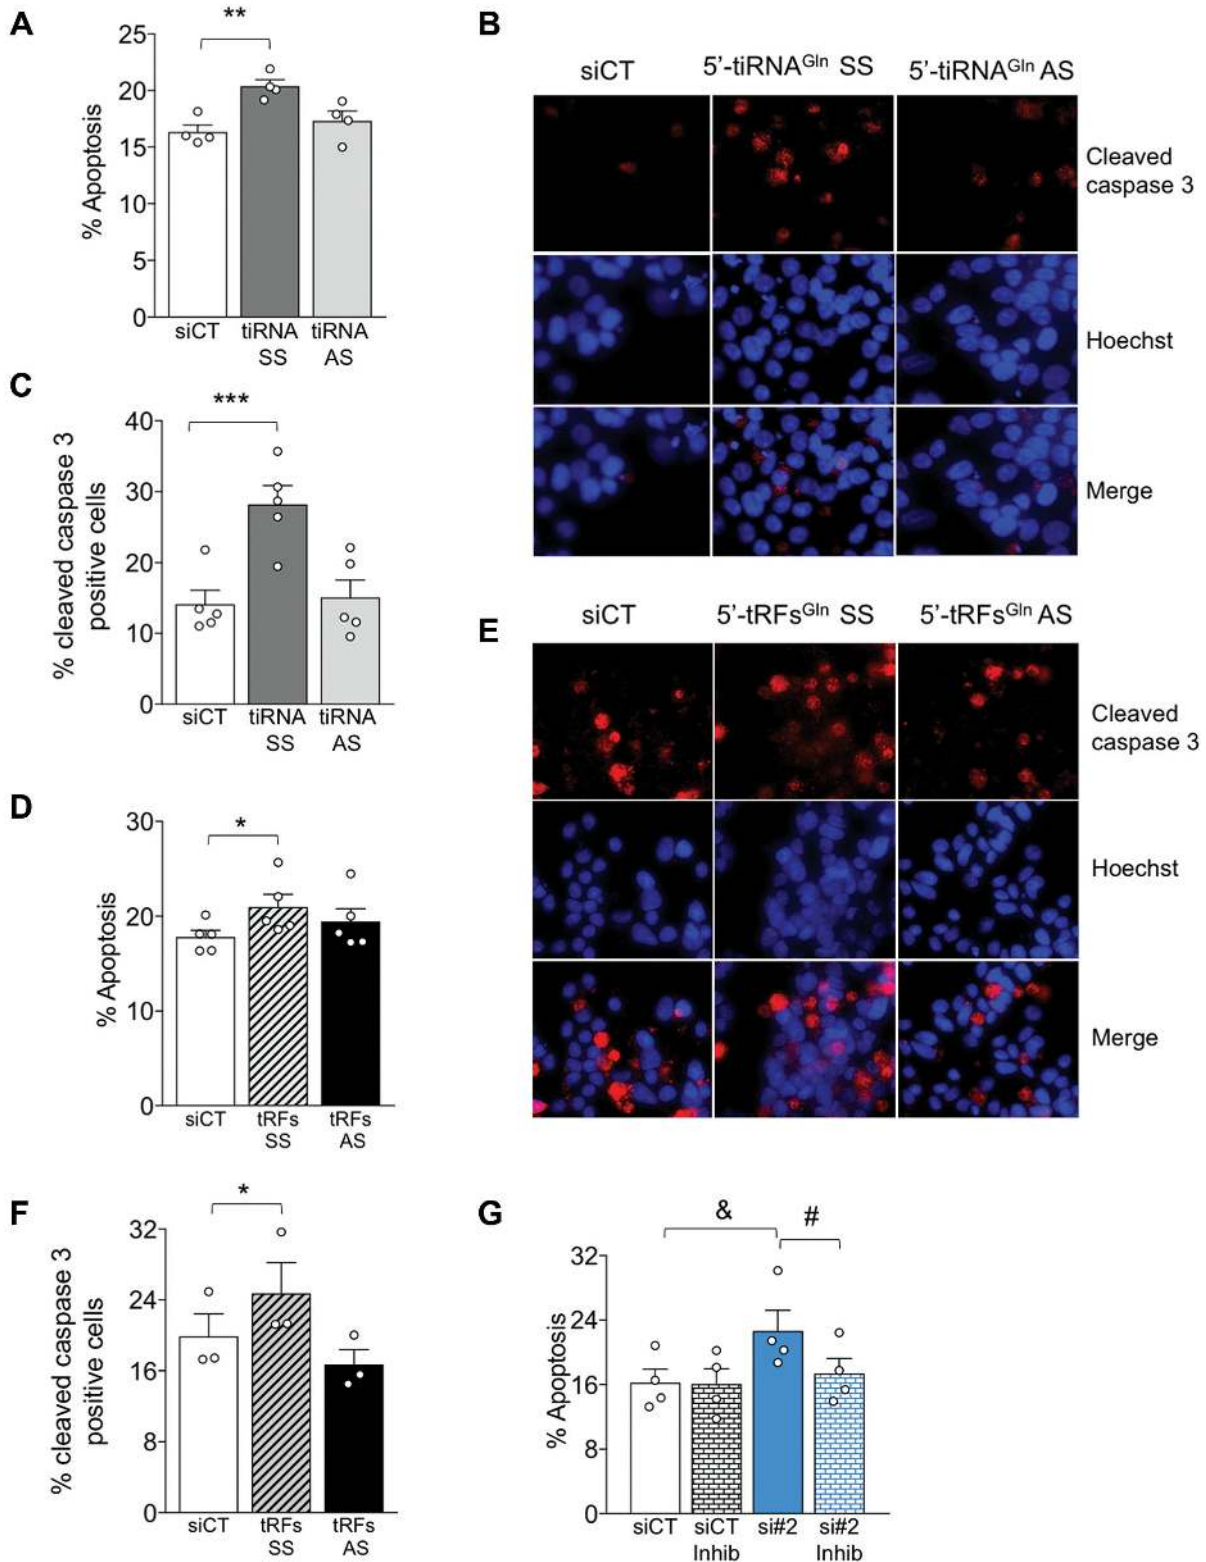 A
**
25
20
15
10
5
0
% Apoptosis
siCT
tiRNA
SS
tiRNA
AS
B
siCT
5’-tiRNAᴳˡⁿ SS
5’-tiRNAᴳˡⁿ AS
Cleaved
caspase 3
Hoechst
Merge
C
***
40
30
20
10
0
% cleaved caspase 3
positive cells
siCT
tiRNA
SS
tiRNA
AS
D
*
30
20
10
0
% Apoptosis
siCT
tRFs
SS
tRFs
AS
E
siCT
5’-tRFsᴳˡⁿ SS
5’-tRFsᴳˡⁿ AS
Cleaved
caspase 3
Hoechst
Merge
F
*
32
24
16
8
0
% cleaved caspase 3
positive cells
siCT
tRFs
SS
tRFs
AS
G
&
#
32
24
16
8
0
% Apoptosis
siCT
siCT
Inhib
si#2
si#2
Inhib